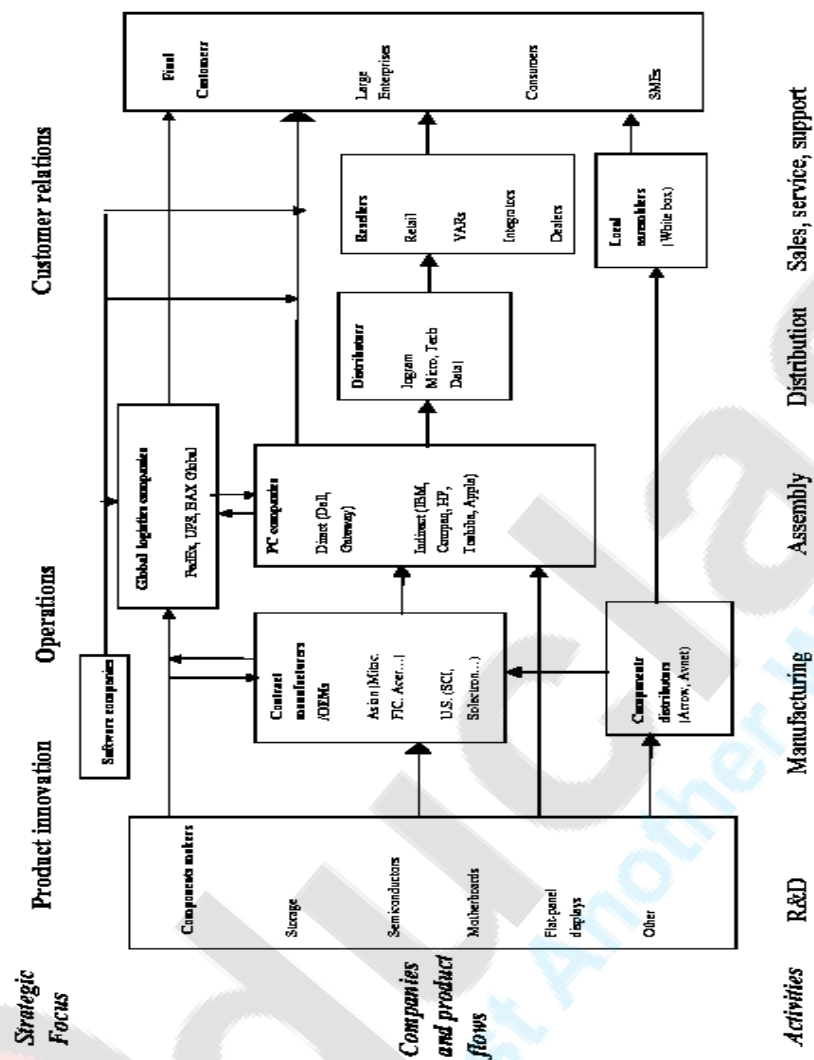 Strategic
Focus
Product innovation
Operations
Customer relations
Companies
and product
flows
Software companies
Components makers
Storage
Semiconductors
Motherboards
Flat-panel
displays
Other
Global logistics companies
FedEx, UPS, BAX Global
Contract
manufacturers
/OEMs
Asian (Mitac,
FIC, Acer...)
U.S. (SCI,
Solectron...)
Components
distributors
(Arrow, Avnet)
PC companies
Direct (Dell,
Gateway)
Indirect (IBM,
Compaq, HP,
Toshiba, Apple)
Distributors
Ingram
Micro, Tech
Data)
Resellers
Retail
VARs
Integrators
Dealers
Local
assemblers
(White box)
Final
Customers
Large
Enterprises
Consumers
SMEs
Activities
R&D
Manufacturing
Assembly
Distribution
Sales, service, support